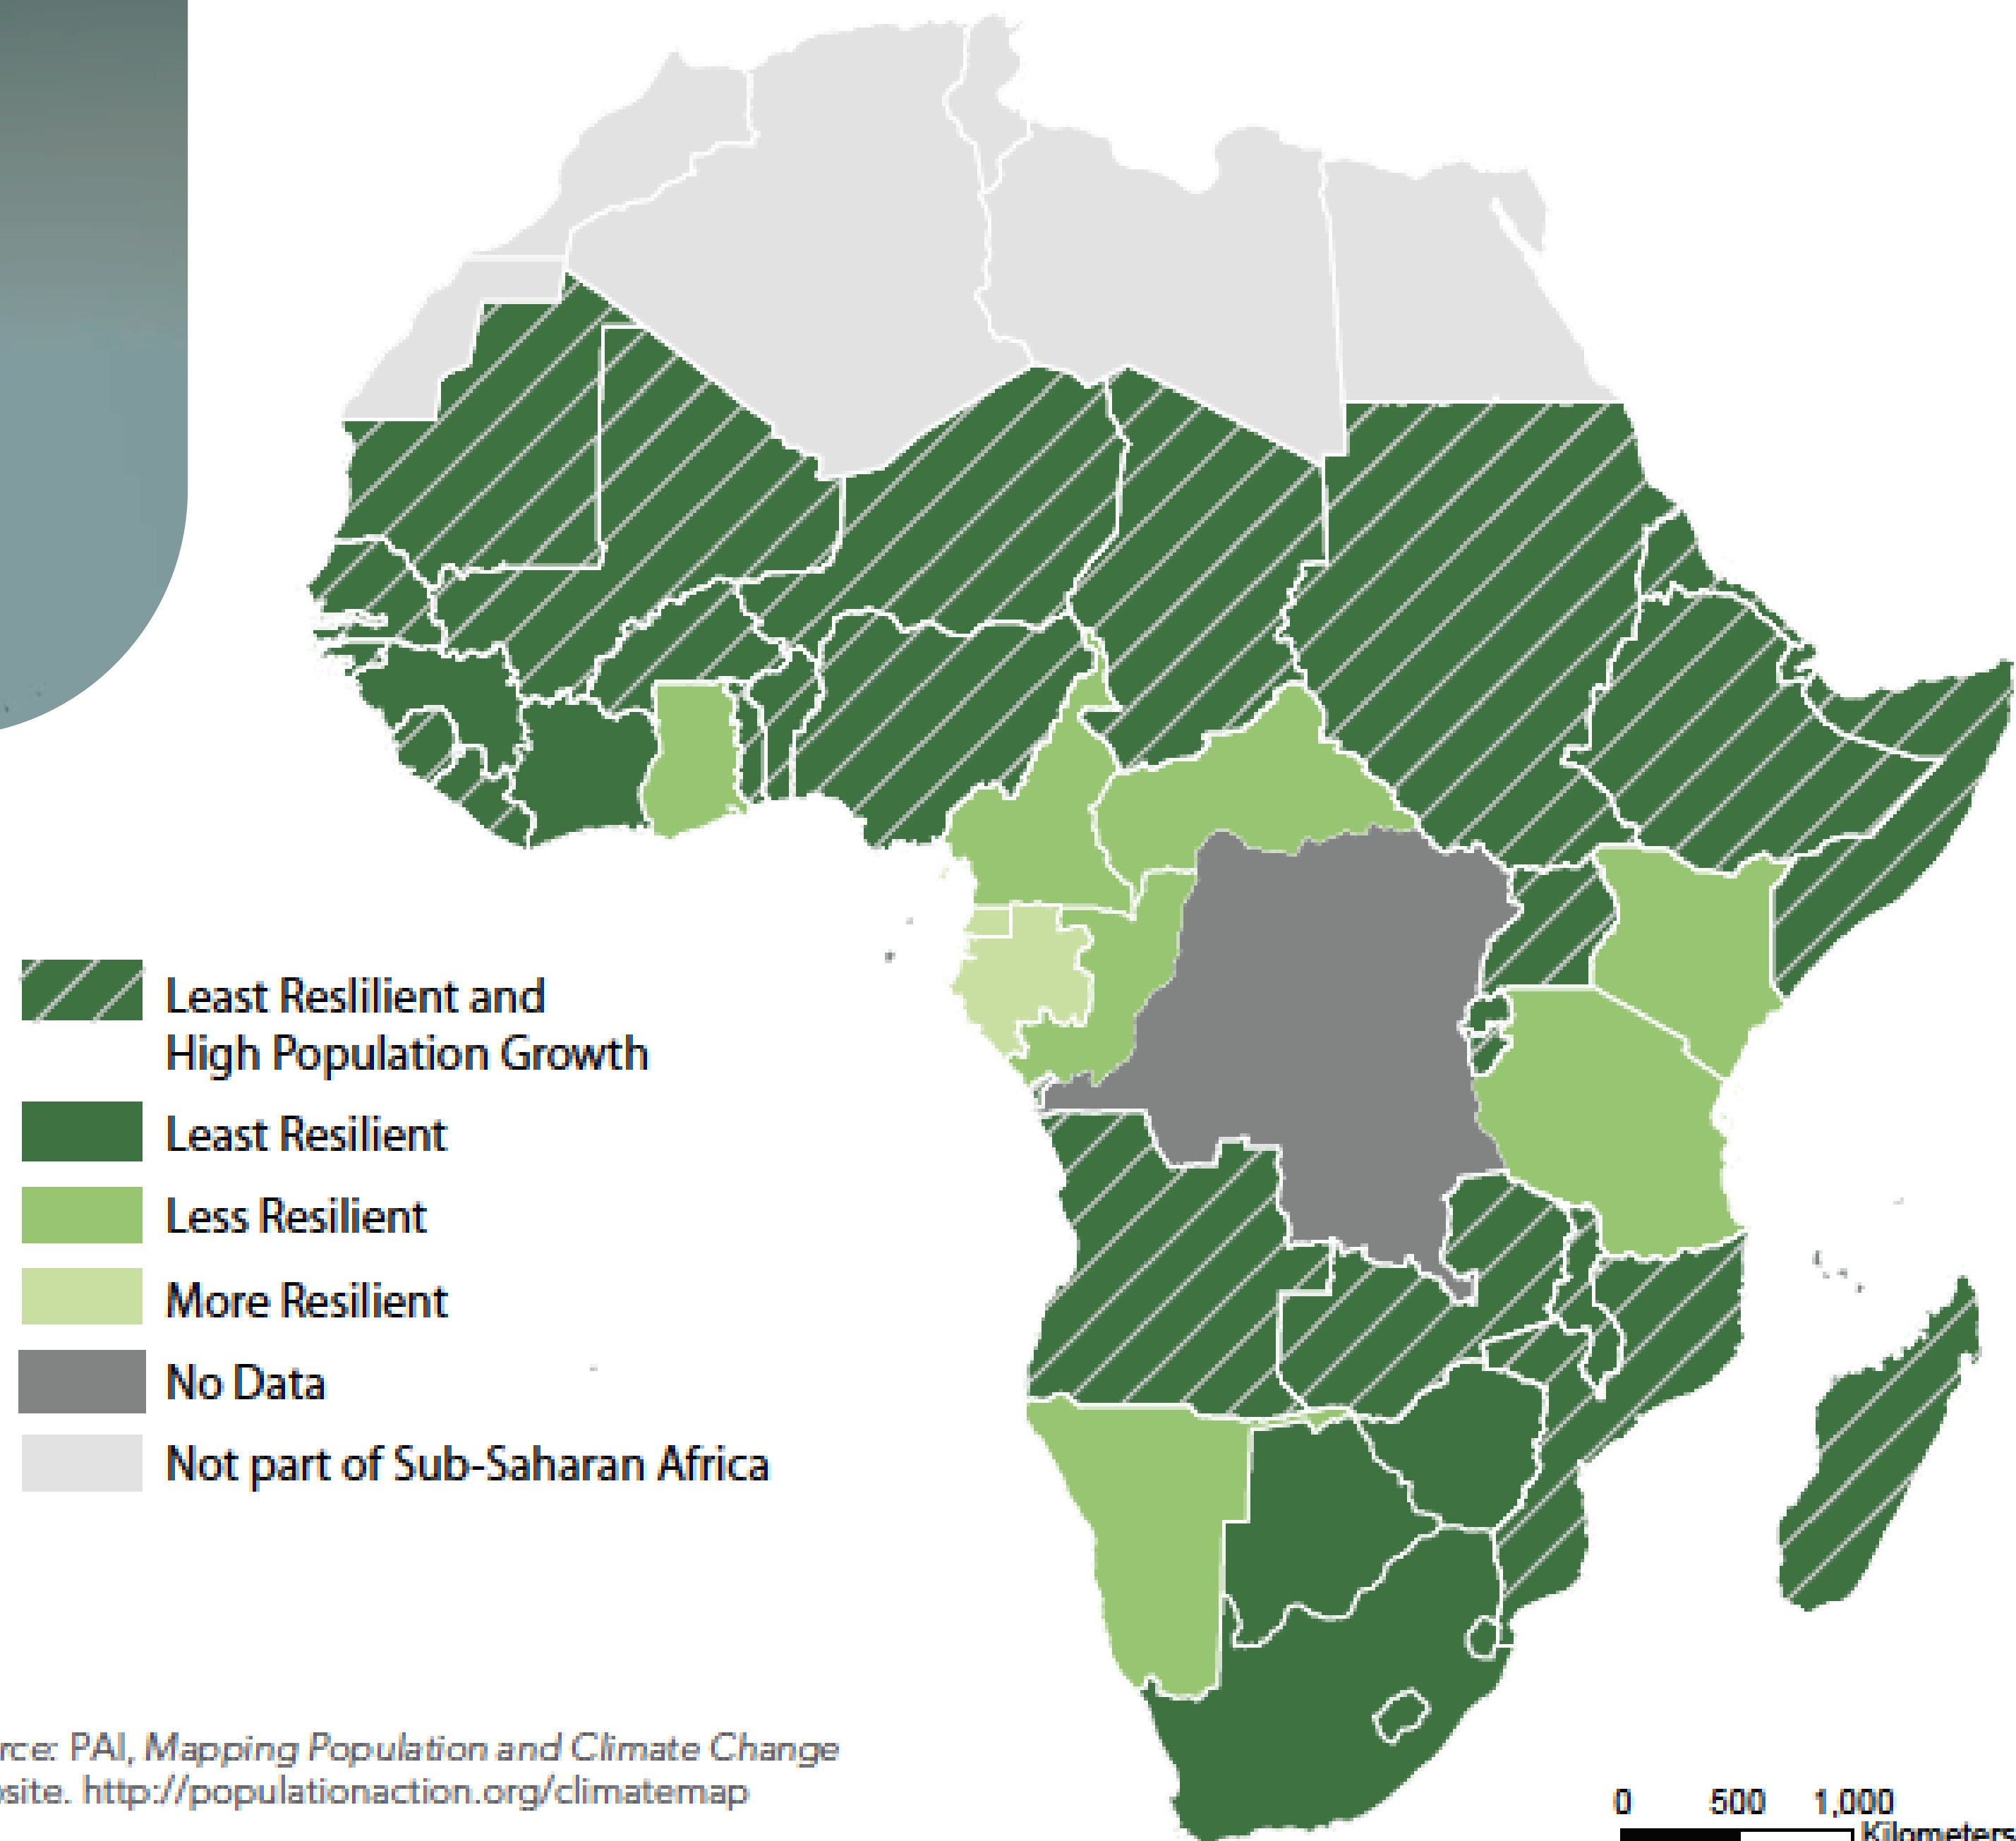 Least Reslilient and
High Population Growth
Least Resilient
Less Resilient
More Resilient
No Data
Not part of Sub-Saharan Africa
rce: PAI, Mapping Population and Climate Change
osite. http://populationaction.org/climatemap
0 500 1,000
Kilometers